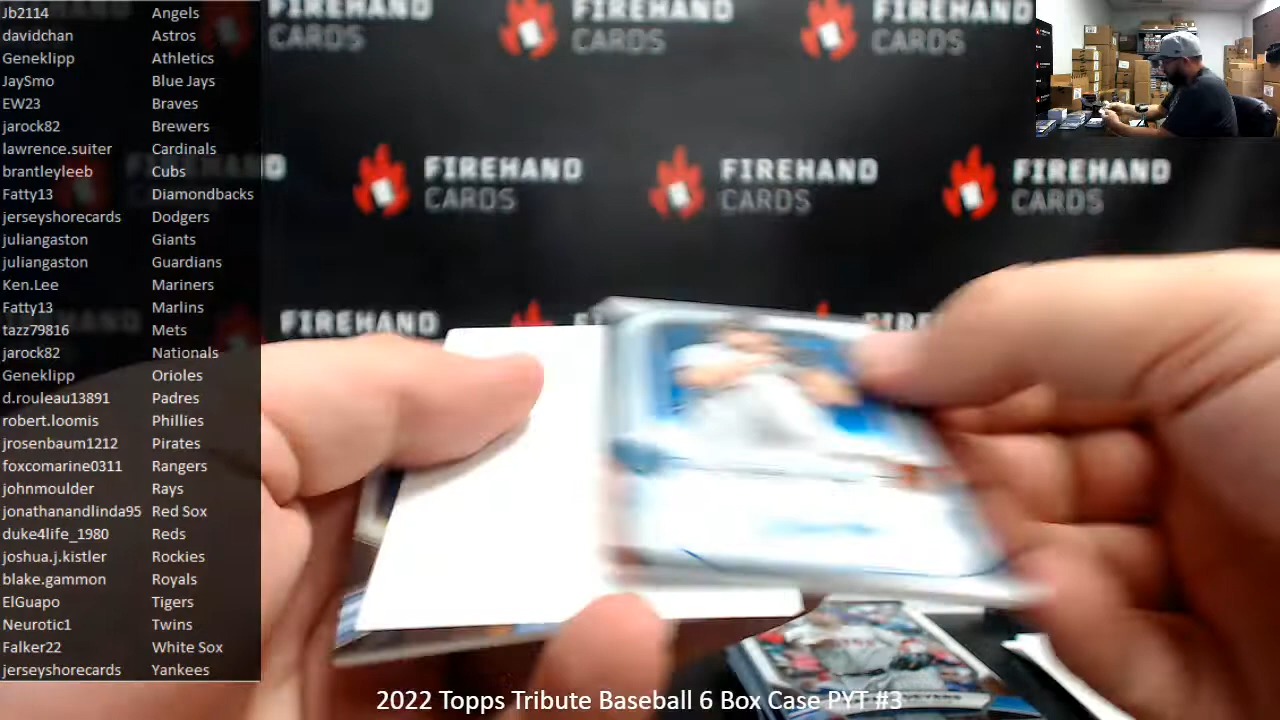 Jb2114 Angels
davidchan Astros
Geneklipp Athletics
JaySmo Blue Jays
EW23 Braves
jarock82 Brewers
lawrence.suiter Cardinals
brantleyleeb Cubs
Fatty13 Diamondbacks
jerseyshorecards Dodgers
juliangaston Giants
juliangaston Guardians
Ken.Lee Mariners
Fatty13 Marlins
tazz79816 Mets
jarock82 Nationals
Geneklipp Orioles
d.rouleau13891 Padres
robert.loomis Phillies
jrosenbaum1212 Pirates
foxcomarine0311 Rangers
johnmoulder Rays
jonathanandlinda95 Red Sox
duke4life_1980 Reds
joshua.j.kistler Rockies
blake.gammon Royals
ElGuapo Tigers
Neurotic1 Twins
Falker22 White Sox
jerseyshorecards Yankees
FIREHAND CARDS
FIREHAND CARDS
FIREHAND CARDS
FIREHAND CARDS
FIREHAND CARDS
FIREHAND CARDS
FIREHAND
2022 Topps Tribute Baseball 6 Box Case PYT #3